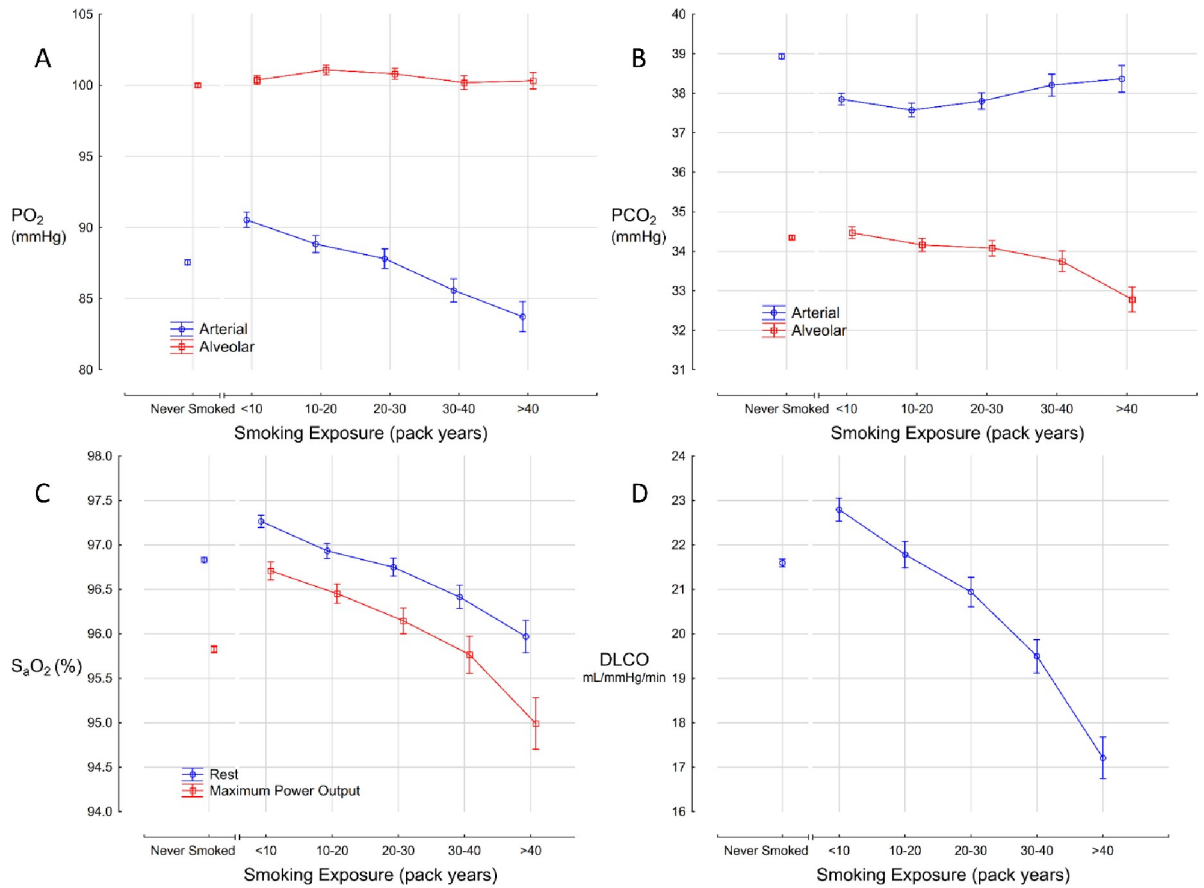 A
105
100
95
90
85
80
PO2
(mmHg)
Arterial
Alveolar
Never Smoked
<10
10-20
20-30
30-40
>40
Smoking Exposure (pack years)
B
40
39
38
37
36
35
34
33
32
31
PCO2
(mmHg)
Arterial
Alveolar
Never Smoked
<10
10-20
20-30
30-40
>40
Smoking Exposure (pack years)
C
98.0
97.5
97.0
96.5
96.0
95.5
95.0
94.5
94.0
SaO2 (%)
Rest
Maximum Power Output
Never Smoked
<10
10-20
20-30
30-40
>40
Smoking Exposure (pack years)
D
24
23
22
21
20
19
18
17
16
DLCO
mL/mmHg/min
Never Smoked
<10
10-20
20-30
30-40
>40
Smoking Exposure (pack years)